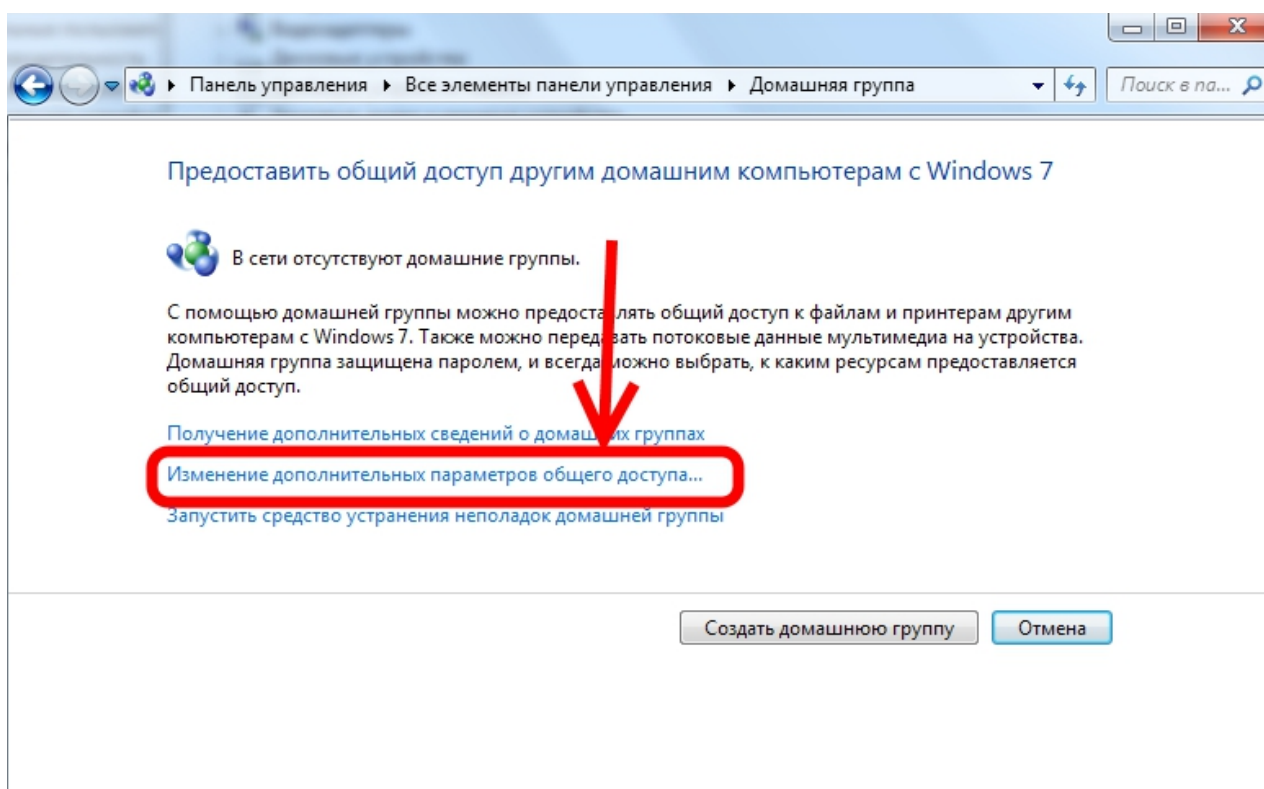 Панель управления ▸ Все элементы панели управления ▸ Домашняя группа
Поиск в па...
Предоставить общий доступ другим домашним компьютерам с Windows 7
В сети отсутствуют домашние группы.
С помощью домашней группы можно предоставлять общий доступ к файлам и принтерам другим
компьютерам с Windows 7. Также можно передавать потоковые данные мультимедиа на устройства.
Домашняя группа защищена паролем, и всегда можно выбрать, к каким ресурсам предоставляется
общий доступ.
Получение дополнительных сведений о домашних группах
Изменение дополнительных параметров общего доступа...
Запустить средство устранения неполадок домашней группы
Создать домашнюю группу
Отмена